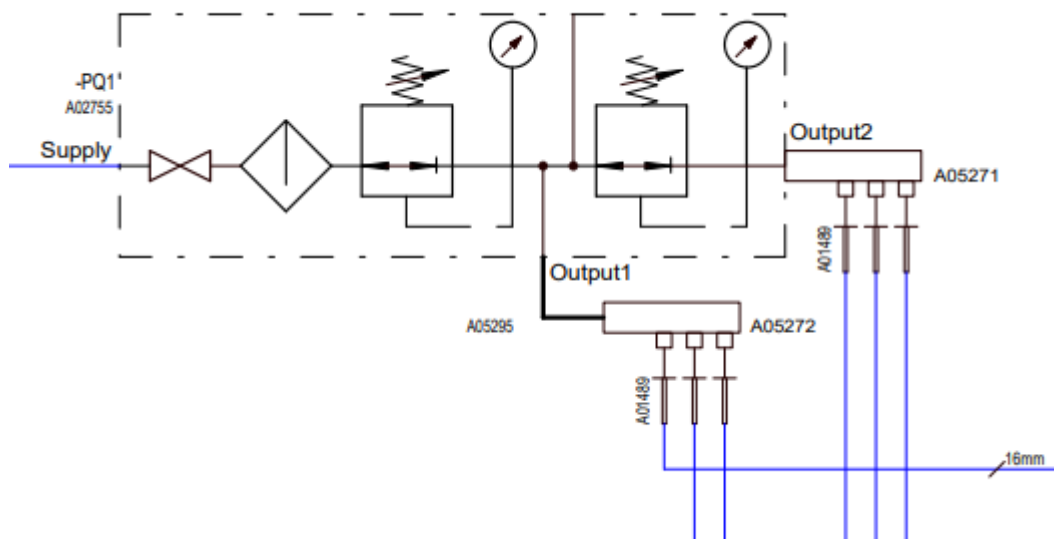 -PQ1
A02755
Supply
Output2
A05271
A01489
Output1
A05295
A05272
A01489
16mm